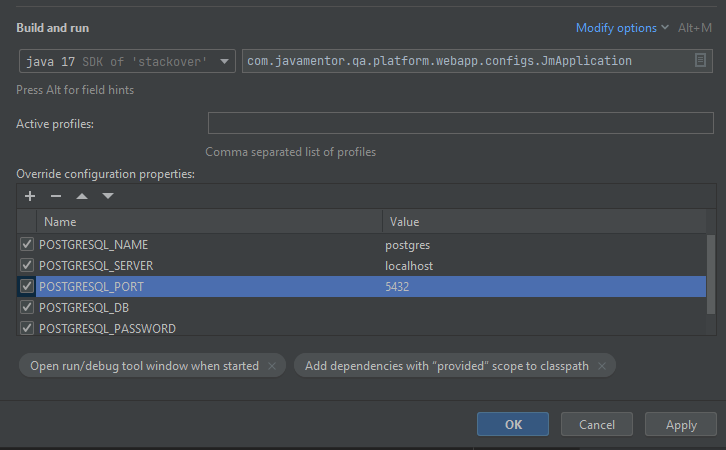 Build and run
Modify options Alt+M
java 17 SDK of 'stackover' com.javamentor.qa.platform.webapp.configs.JmApplication
Press Alt for field hints
Active profiles:
Comma separated list of profiles
Override configuration properties:
Name Value
POSTGRESQL_NAME postgres
POSTGRESQL_SERVER localhost
POSTGRESQL_PORT 5432
POSTGRESQL_DB
POSTGRESQL_PASSWORD
Open run/debug tool window when started × Add dependencies with “provided” scope to classpath ×
OK Cancel Apply